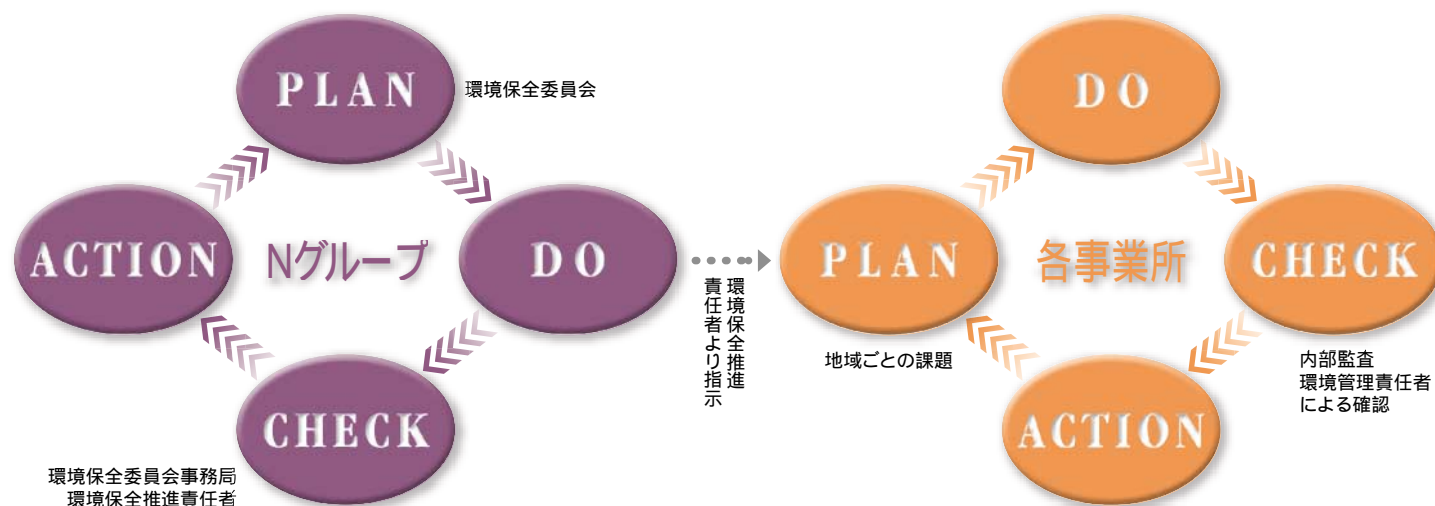 PLAN
環境保全委員会
ACTION
Nグループ
DO
CHECK
環境保全委員会事務局
環境保全推進責任者
環境保全推進
責任者より指示
DO
PLAN
各事業所
CHECK
地域ごとの課題
内部監査
環境管理責任者
による確認
ACTION